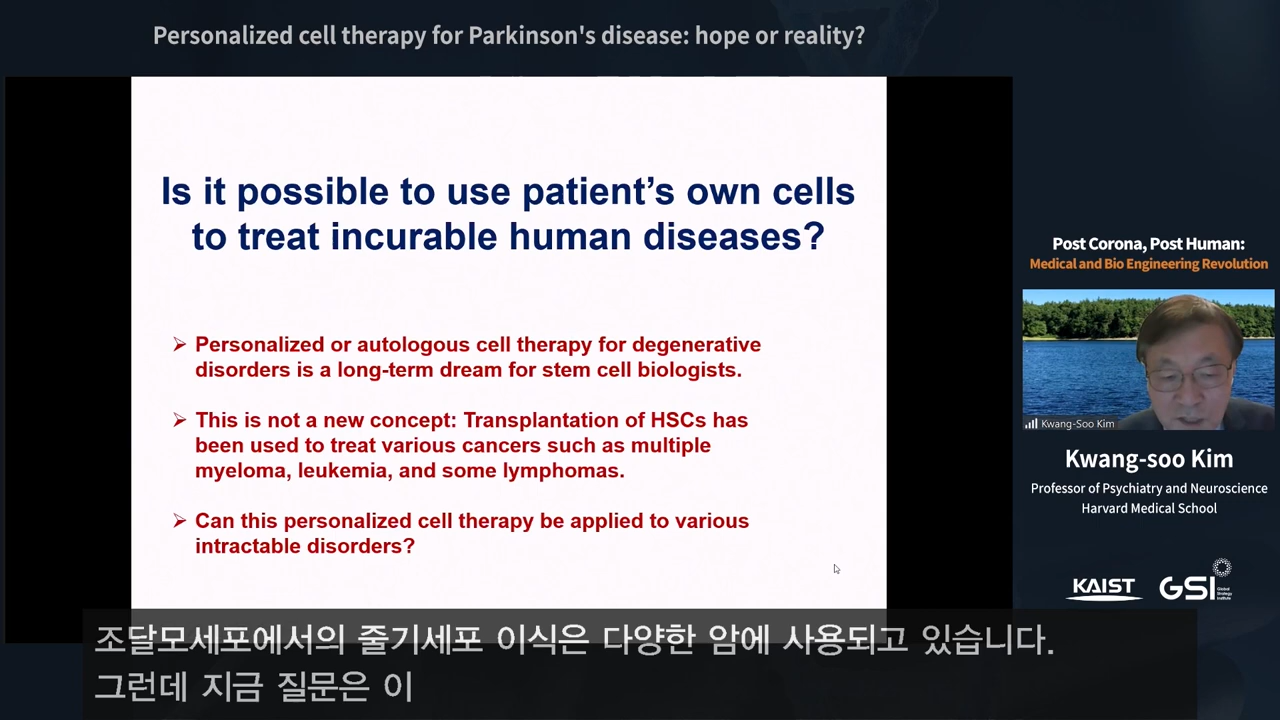 Personalized cell therapy for Parkinson's disease: hope or reality?
Is it possible to use patient's own cells
to treat incurable human diseases?
➢ Personalized or autologous cell therapy for degenerative
disorders is a long-term dream for stem cell biologists.
➢ This is not a new concept: Transplantation of HSCs has
been used to treat various cancers such as multiple
myeloma, leukemia, and some lymphomas.
➢ Can this personalized cell therapy be applied to various
intractable disorders?
Post Corona, Post Human:
Medical and Bio Engineering Revolution
Kwang-Soo Kim
Kwang-soo Kim
Professor of Psychiatry and Neuroscience
Harvard Medical School
KAIST
GSI
Global
Strategy
Institute
조달모세포에서의 줄기세포 이식은 다양한 암에 사용되고 있습니다.
그런데 지금 질문은 이